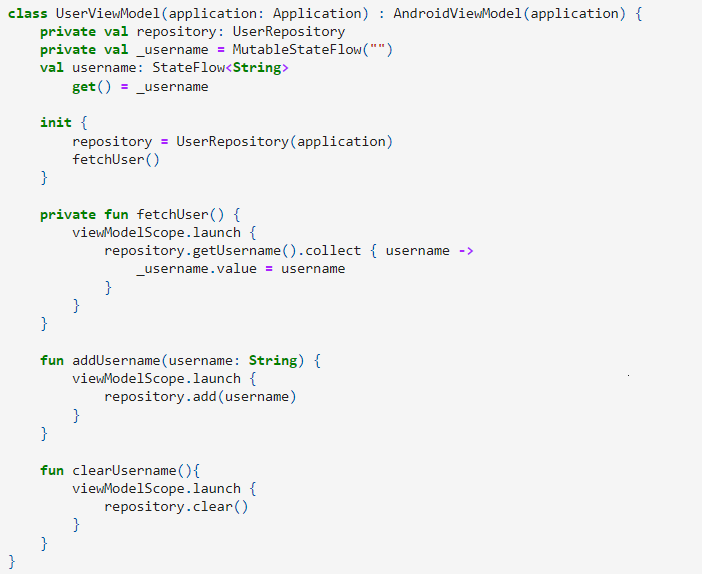 class UserViewModel(application: Application) : AndroidViewModel(application) {
    private val repository: UserRepository
    private val _username = MutableStateFlow("")
    val username: StateFlow<String>
        get() = _username

    init {
        repository = UserRepository(application)
        fetchUser()
    }

    private fun fetchUser() {
        viewModelScope.launch {
            repository.getUsername().collect { username ->
                _username.value = username
            }
        }
    }

    fun addUsername(username: String) {
        viewModelScope.launch {
            repository.add(username)
        }
    }

    fun clearUsername(){
        viewModelScope.launch {
            repository.clear()
        }
    }
}